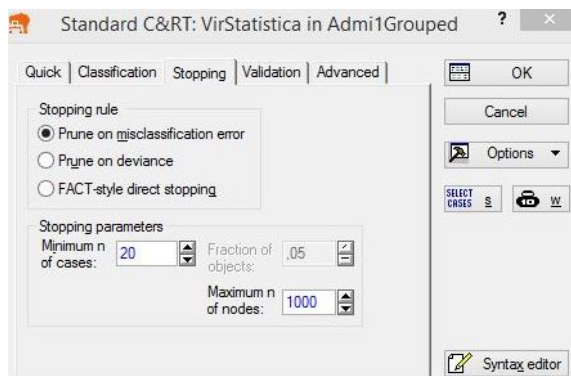 Standard C&RT: VirStatistica in Admi1Grouped ? ×
Quick Classification Stopping Validation Advanced
OK
Cancel
Options
SELECT CASES S W
Stopping rule
Prune on misclassification error
Prune on deviance
FACT-style direct stopping
Stopping parameters
Minimum n of cases: 20
Fraction of objects: .05
Maximum n of nodes: 1000
Syntax editor